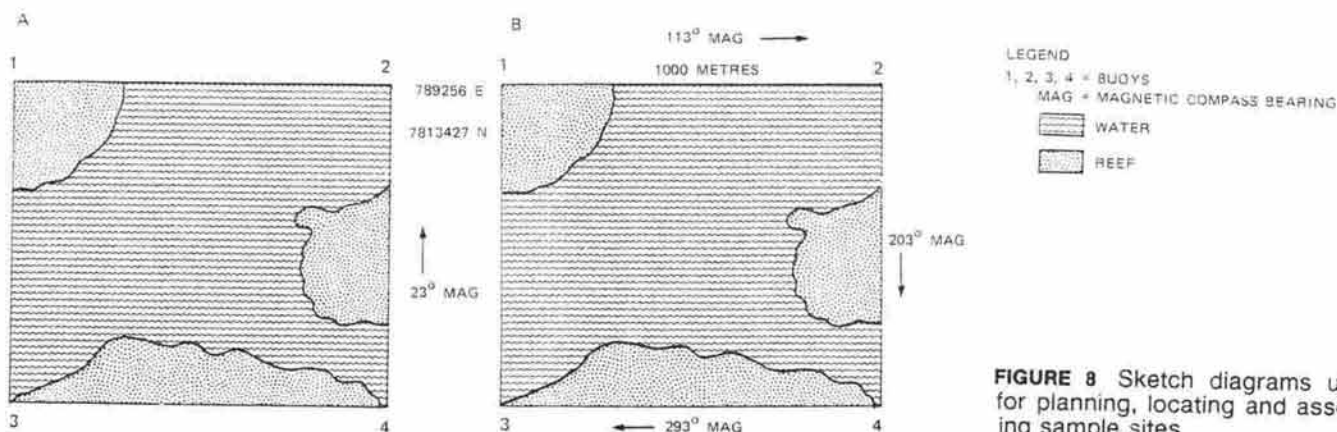 A
1 2
789256 E
7813427 N
23° MAG
3 4
B
113° MAG
1 1000 METRES 2
203° MAG
3 293° MAG 4
LEGEND
1, 2, 3, 4 = BUOYS
MAG = MAGNETIC COMPASS BEARING
WATER
REEF
FIGURE 8 Sketch diagrams u
for planning, locating and ass
ing sample sites